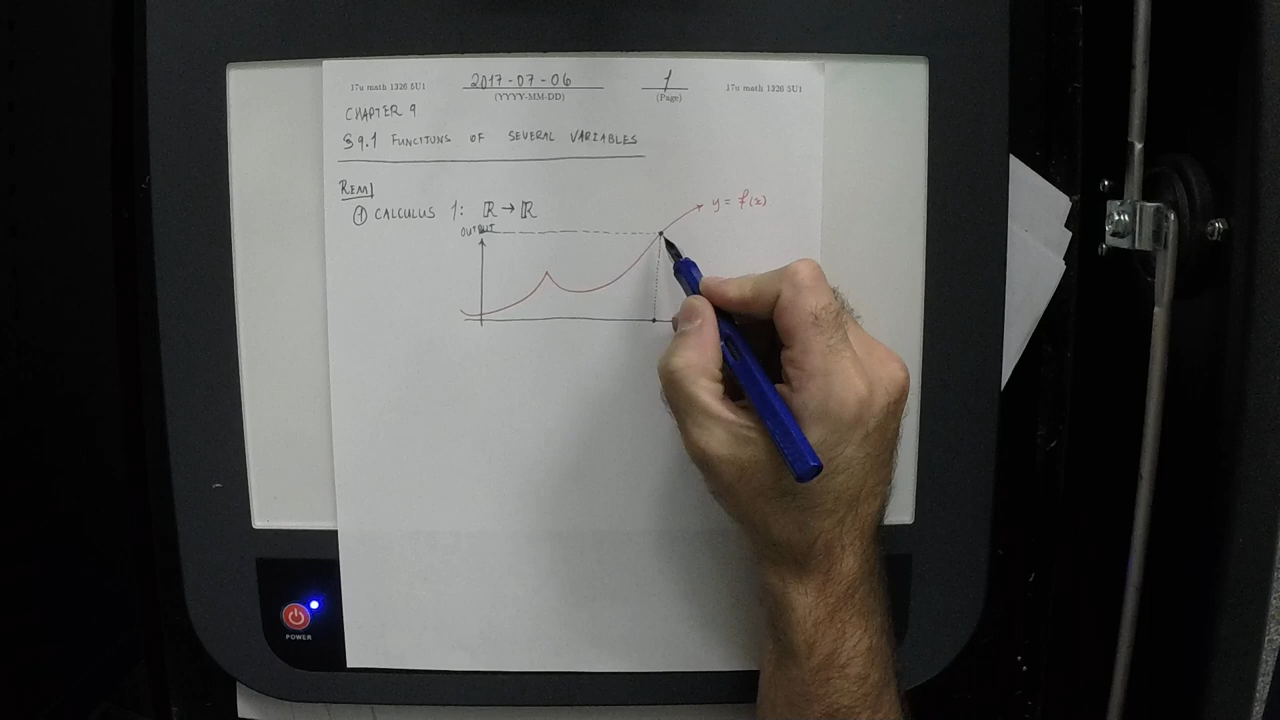 17u math 1326 5U1 2017-07-06 1 17u math 1326 5U1
(YYYY-MM-DD) (Page)
CHAPTER 9
§9.1 FUNCTIONS OF SEVERAL VARIABLES
REM
① CALCULUS 1: ℝ → ℝ
y = f(x)
OUTPUT
POWER